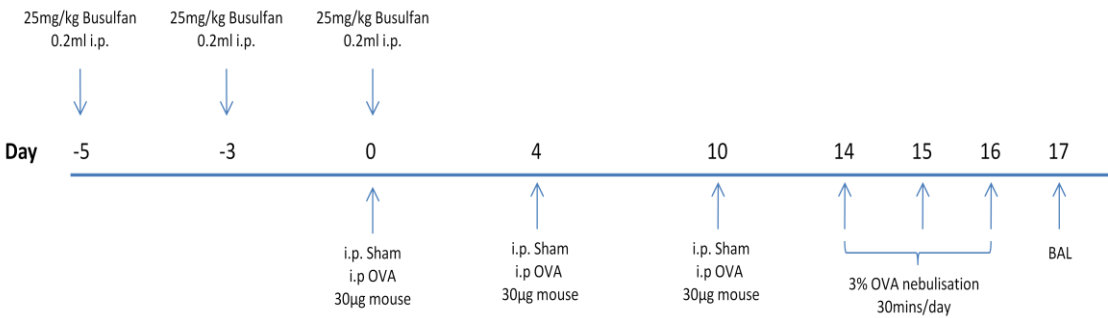 25mg/kg Busulfan 25mg/kg Busulfan 25mg/kg Busulfan
0.2ml i.p. 0.2ml i.p. 0.2ml i.p.
Day -5 -3 0 4 10 14 15 16 17
i.p. Sham
i.p OVA
30µg mouse
i.p. Sham
i.p OVA
30µg mouse
i.p. Sham
i.p OVA
30µg mouse
3% OVA nebulisation
30mins/day
BAL